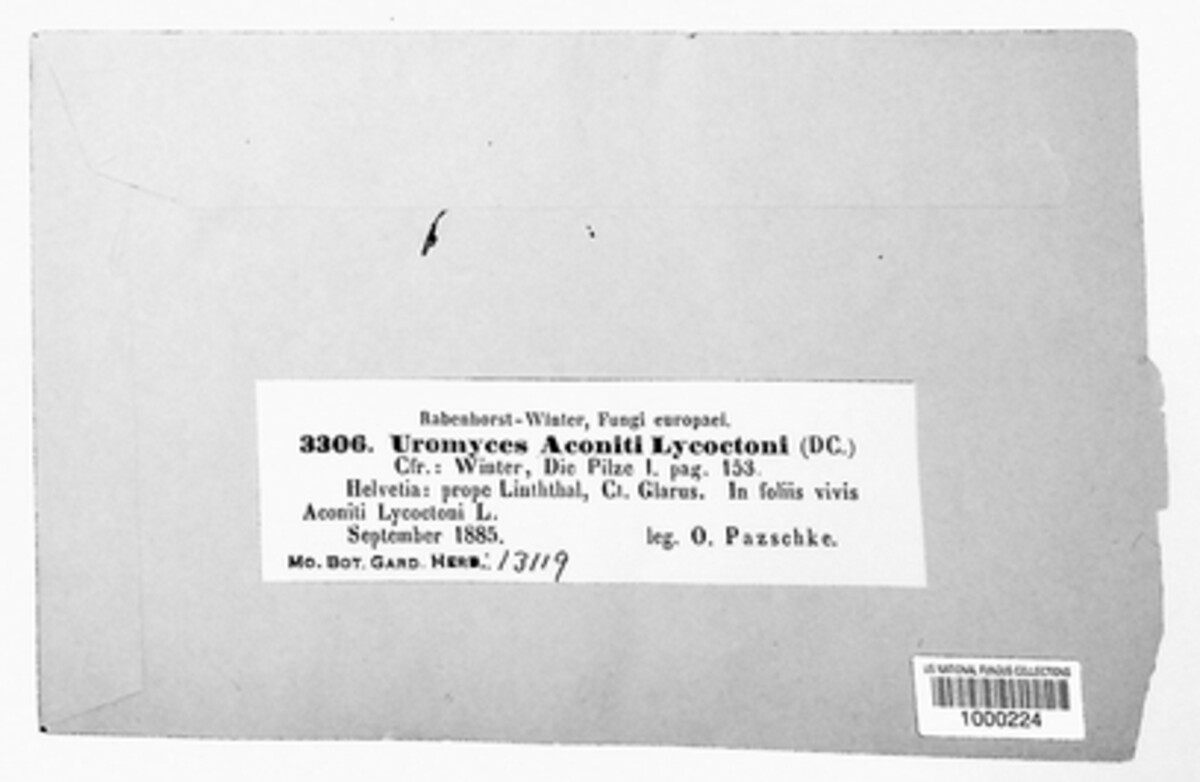 Rabenhorst-Winter, Fungi europaei.
3306. Uromyces Aconiti Lycoctoni (DC.)
Cfr.: Winter, Die Pilze I. pag. 153.
Helvetia: prope Linththal, Ct. Glarus. In foliis vivis
Aconiti Lycoctoni L.
September 1885. leg. O. Pazschke.
MO. BOT. GARD. HERB.: 13119
US NATIONAL FUNGUS COLLECTIONS
1000224